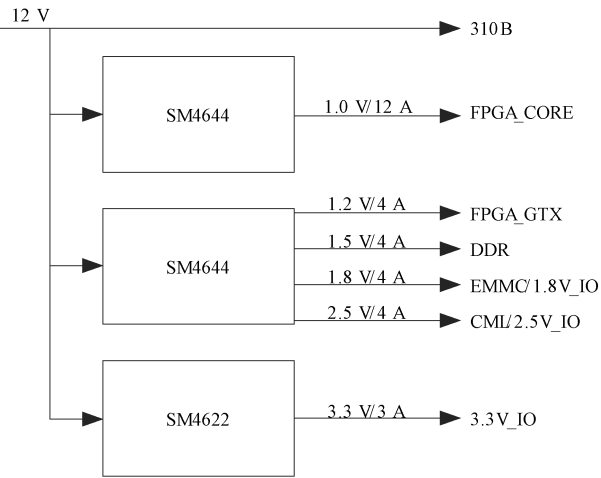 12 V
310B
SM4644
1.0 V/12 A
FPGA_CORE
SM4644
1.2 V/4 A
FPGA_GTX
1.5 V/4 A
DDR
1.8 V/4 A
EMMC/1.8V_IO
2.5 V/4 A
CML/2.5V_IO
SM4622
3.3 V/3 A
3.3V_IO